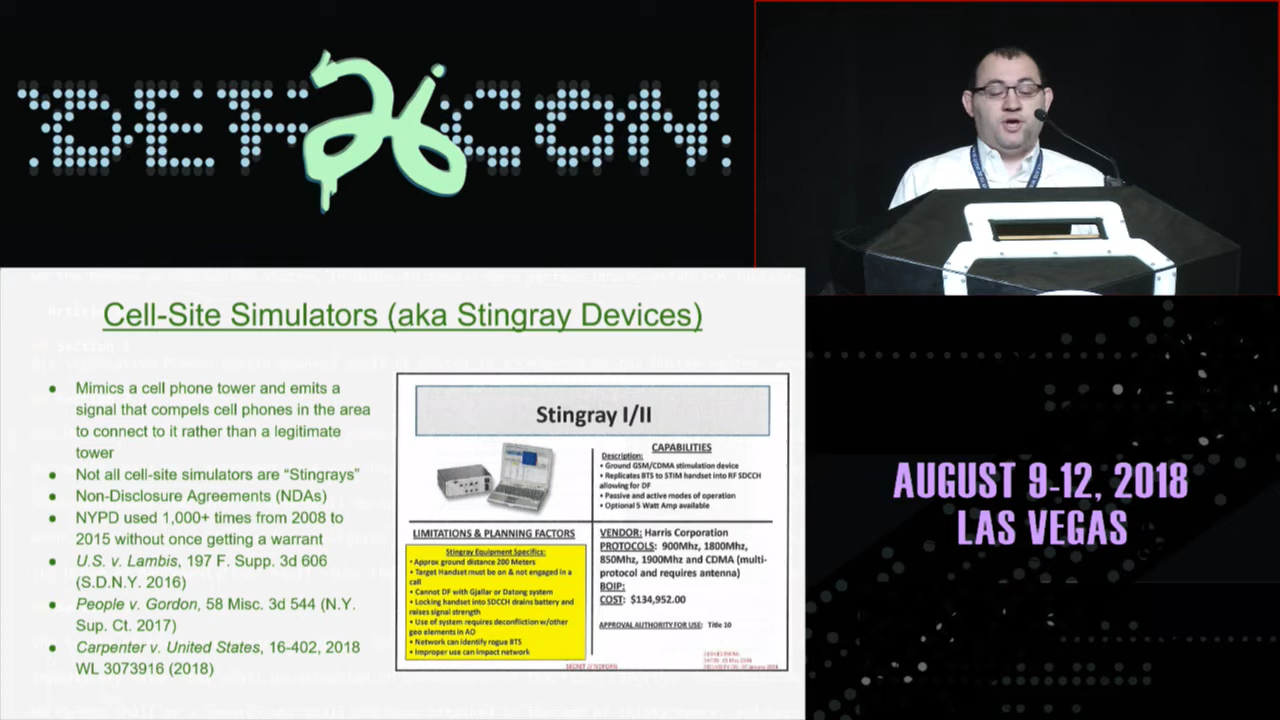 DEF 26 CON
Cell-Site Simulators (aka Stingray Devices)
● Mimics a cell phone tower and emits a
signal that compels cell phones in the area
to connect to it rather than a legitimate
tower
● Not all cell-site simulators are “Stingrays”
● Non-Disclosure Agreements (NDAs)
● NYPD used 1,000+ times from 2008 to
2015 without once getting a warrant
● U.S. v. Lambis, 197 F. Supp. 3d 606
(S.D.N.Y. 2016)
● People v. Gordon, 58 Misc. 3d 544 (N.Y.
Sup. Ct. 2017)
● Carpenter v. United States, 16-402, 2018
WL 3073916 (2018)
Stingray I/II
CAPABILITIES
Description:
• Ground GSM/CDMA stimulation device
• Replicates BTS to STIM handset into RF SDCCH
allowing for DF
• Passive and active modes of operation
• Optional 5 Watt Amp available
LIMITATIONS & PLANNING FACTORS
Stingray Equipment Specifics:
• Approx ground distance 200 Meters
• Target Handset must be on & not engaged in a
call
• Cannot DF with Gjallar or Datong system
• Locking handset into SDCCH drains battery and
raises signal strength
• Use of system requires deconfliction w/other
geo elements in AO
• Network can identify rogue BTS
• Improper use can impact network
VENDOR: Harris Corporation
PROTOCOLS: 900Mhz, 1800Mhz,
850Mhz, 1900Mhz and CDMA (multi-
protocol and requires antenna)
BOIP:
COST: $134,952.00
APPROVAL AUTHORITY FOR USE: Title 10
SECRET//NOFORN
AUGUST 9-12, 2018
LAS VEGAS